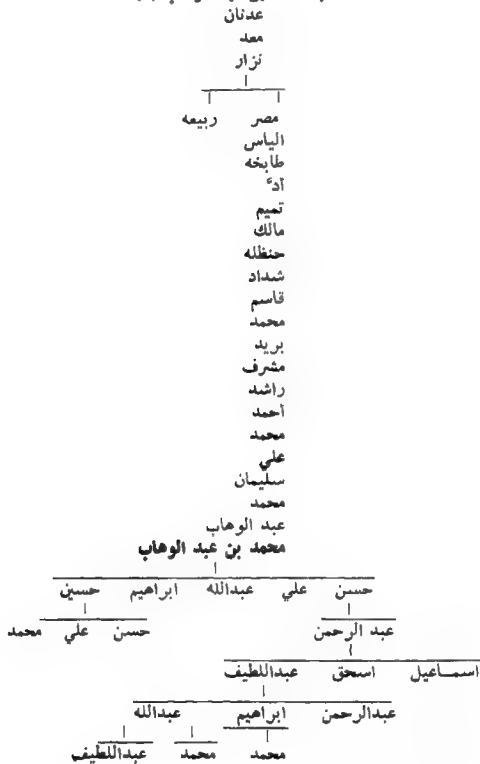 عدنان
معد
نزار
مصر ربيعه
الياس
طابخه
أد
تميم
مالك
حنظله
شداد
قاسم
محمد
بريد
مشرف
راشد
احمد
محمد
علي
سليمان
محمد
عبد الوهاب
محمد بن عبد الوهاب
حسن علي عبدالله ابراهيم حسين
عبد الرحمن حسن علي محمد
اسماعيل اسحق عبداللطيف
عبدالرحمن ابراهيم عبدالله
محمد محمد عبداللطيف